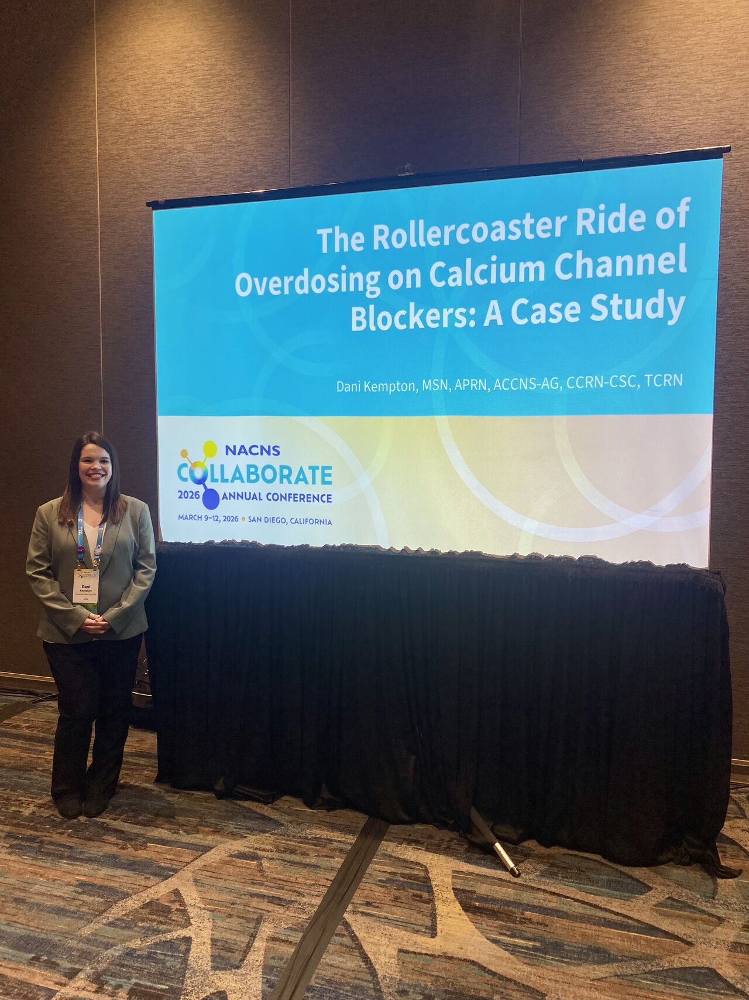 The Rollercoaster Ride of
Overdosing on Calcium Channel
Blockers: A Case Study
Dani Kempton, MSN, APRN, ACCNS-AG, CCRN-CSC, TCRN
NACNS
COLLABORATE
2026 ANNUAL CONFERENCE
MARCH 9–12, 2026 • SAN DIEGO, CALIFORNIA
COLLABORATE
Dani
Kempton